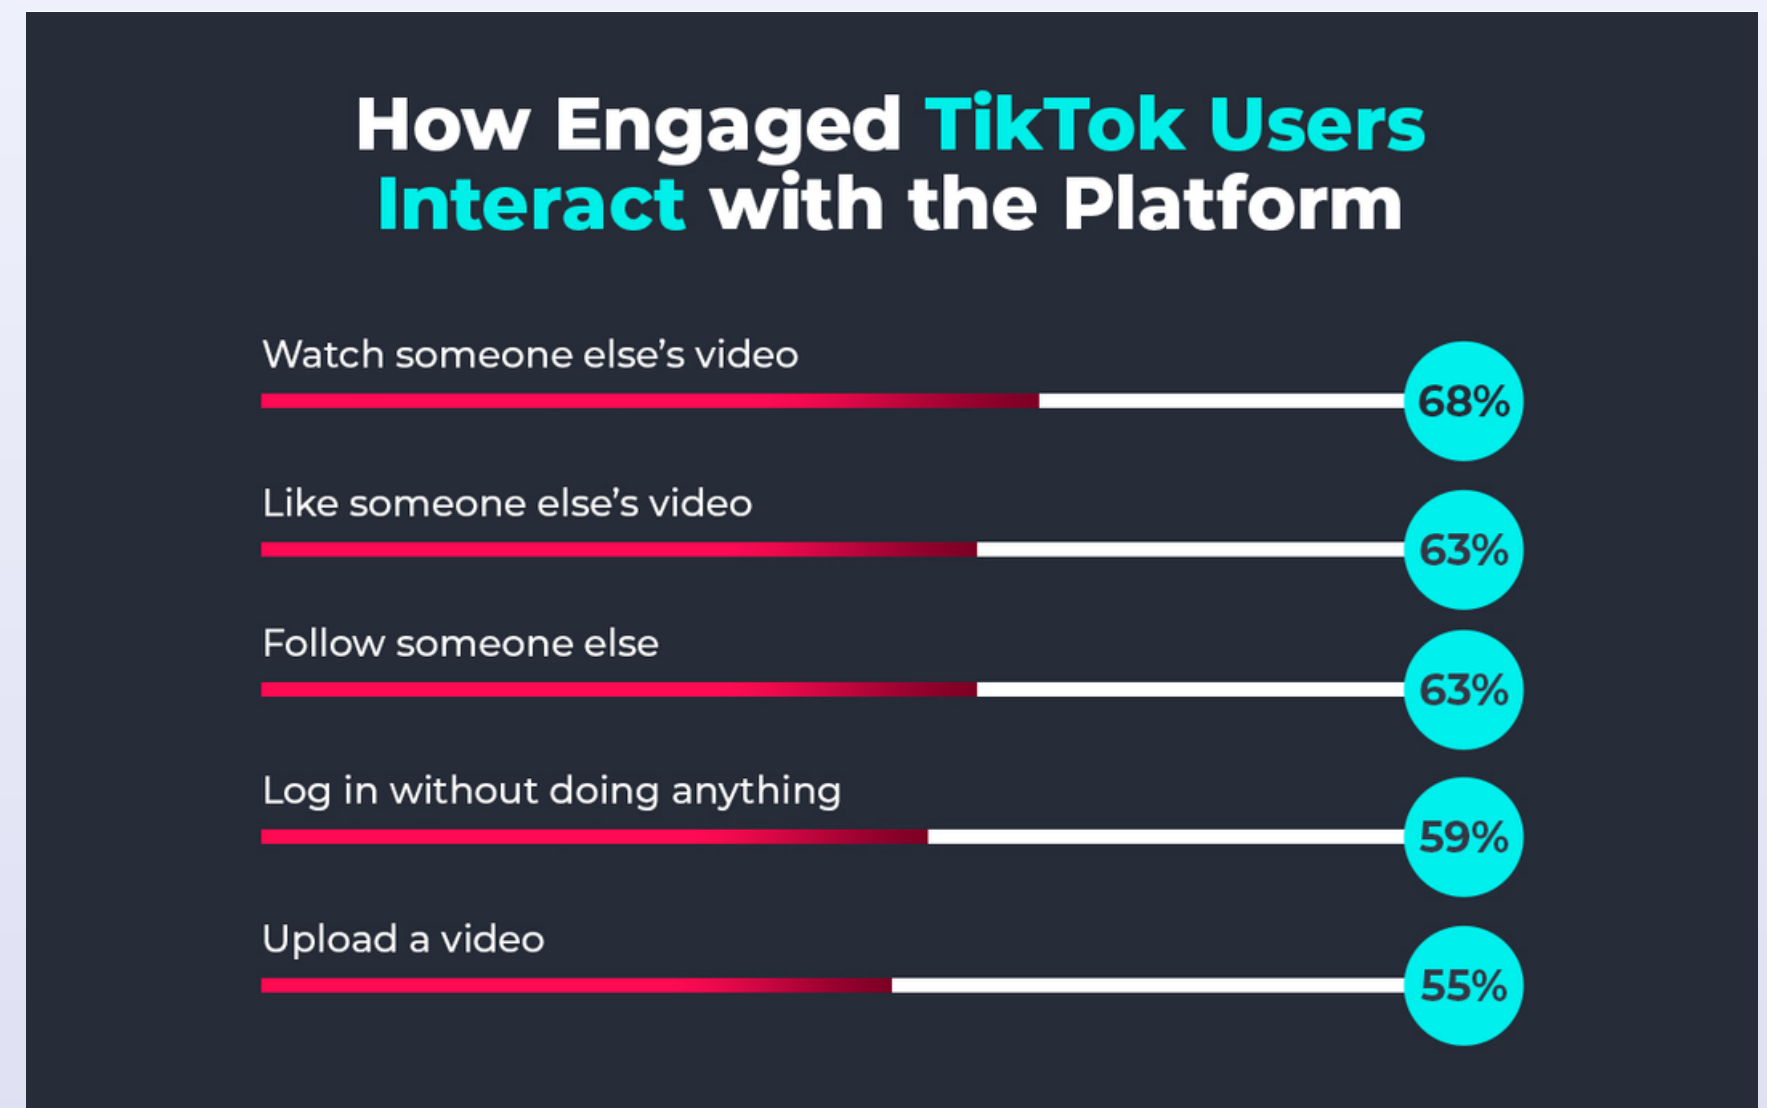 How Engaged TikTok Users
Interact with the Platform
Watch someone else’s video
68%
Like someone else’s video
63%
Follow someone else
63%
Log in without doing anything
59%
Upload a video
55%